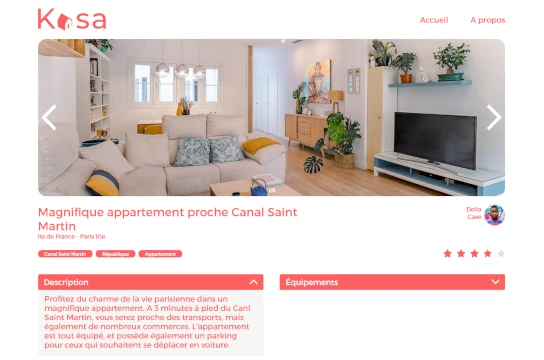 Kasa
Accueil
A propos
1/6
Magnifique appartement proche Canal Saint
Martin
Ile de France - Paris 10e
Della
Case
Canal Saint Martin
République
Appartement
Description
Équipements
Profitez du charme de la vie parisienne dans un
magnifique appartement. A 3 minutes à pied du Canl
Saint Martin, vous serez proche des transports, mais
également de nombreux commerces. L'appartement
est tout équipé, et possède également un parking
pour ceux qui souhaitent se déplacer en voiture.